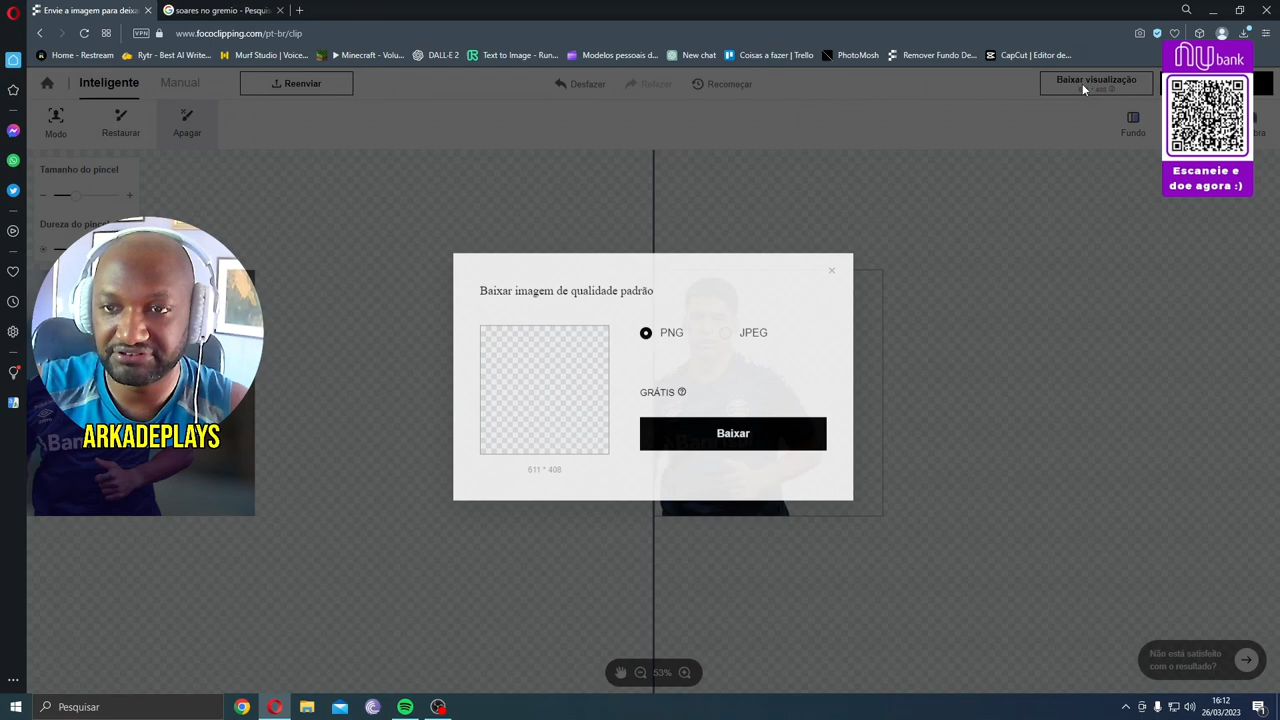 Envie a imagem para deixa
soares no gremio - Pesquis
VPN
www.fococlipping.com/pt-br/clip
Home - Restream
Rytr - Best AI Writer...
Murf Studio | Voice...
Minecraft - Volu...
DALL-E 2
Text to Image - Run...
Modelos pessoais d...
New chat
Coisas a fazer | Trello
PhotoMosh
Remover Fundo De...
CapCut | Editor de...
Inteligente
Manual
Reenviar
Desfazer
Refazer
Recomeçar
Baixar visualização
nu bank
Modo
Restaurar
Apagar
Fundo
Tamanho do pincel
Dureza do pincel
Escaneie e
doe agora :)
Baixar imagem de qualidade padrão
PNG
JPEG
GRÁTIS
Baixar
611 * 408
ARKADEPLAYS
53%
Não está satisfeito
com o resultado?
Pesquisar
16:12
26/03/2023